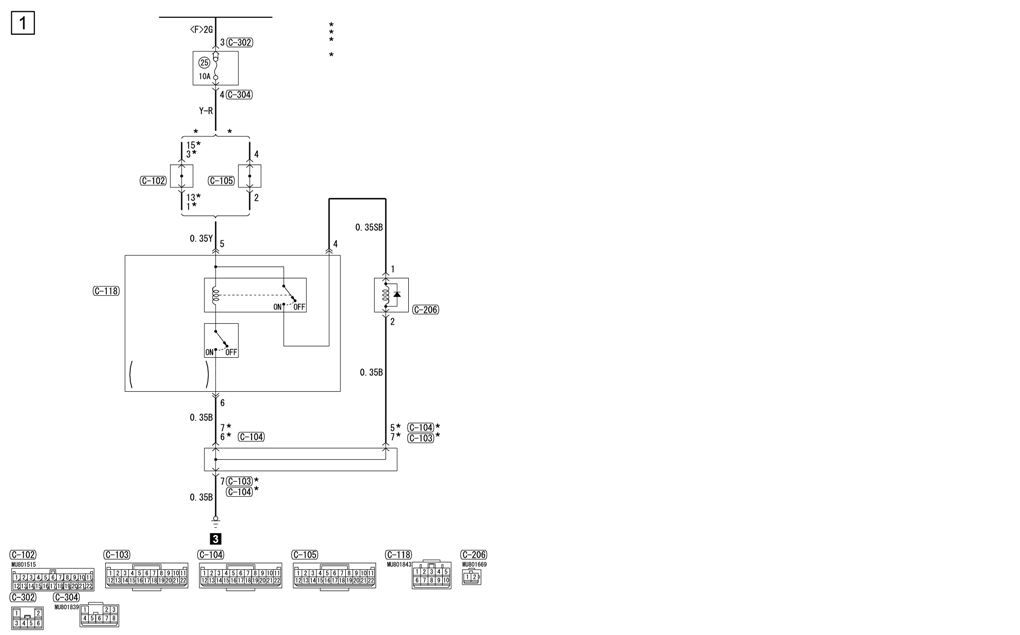 1
<F>2G
*
*
*
*
3 C-302
25
10A
4 C-304
Y-R
* *
15*
3*
4
C-102
C-105
13*
1*
2
0.35Y
5
4
0.35SB
1
C-118
ON OFF
C-206
2
ON OFF
( )
0.35B
6
0.35B
7*
6* C-104
5* C-104*
7* C-103*
7 C-103*
C-104*
0.35B
3
C-102
MU801515
1 2 3 4 5 6 7 8 9 10 11
12 13 14 15 16 17 18 19 20 21 22
C-103
1 2 3 4 5 6 7 8 9 10 11
12 13 14 15 16 17 18 19 20 21 22
C-104
1 2 3 4 5 6 7 8 9 10 11
12 13 14 15 16 17 18 19 20 21 22
C-105
1 2 3 4 5 6 7 8 9 10 11
12 13 14 15 16 17 18 19 20 21 22
C-118
MU801843
1 2 3 4 5
6 7 8 9 10
C-206
MU801669
1 2
C-302
1 2
3 4 5 6
C-304
MU801839
1 2 3
4 5 6 7 8